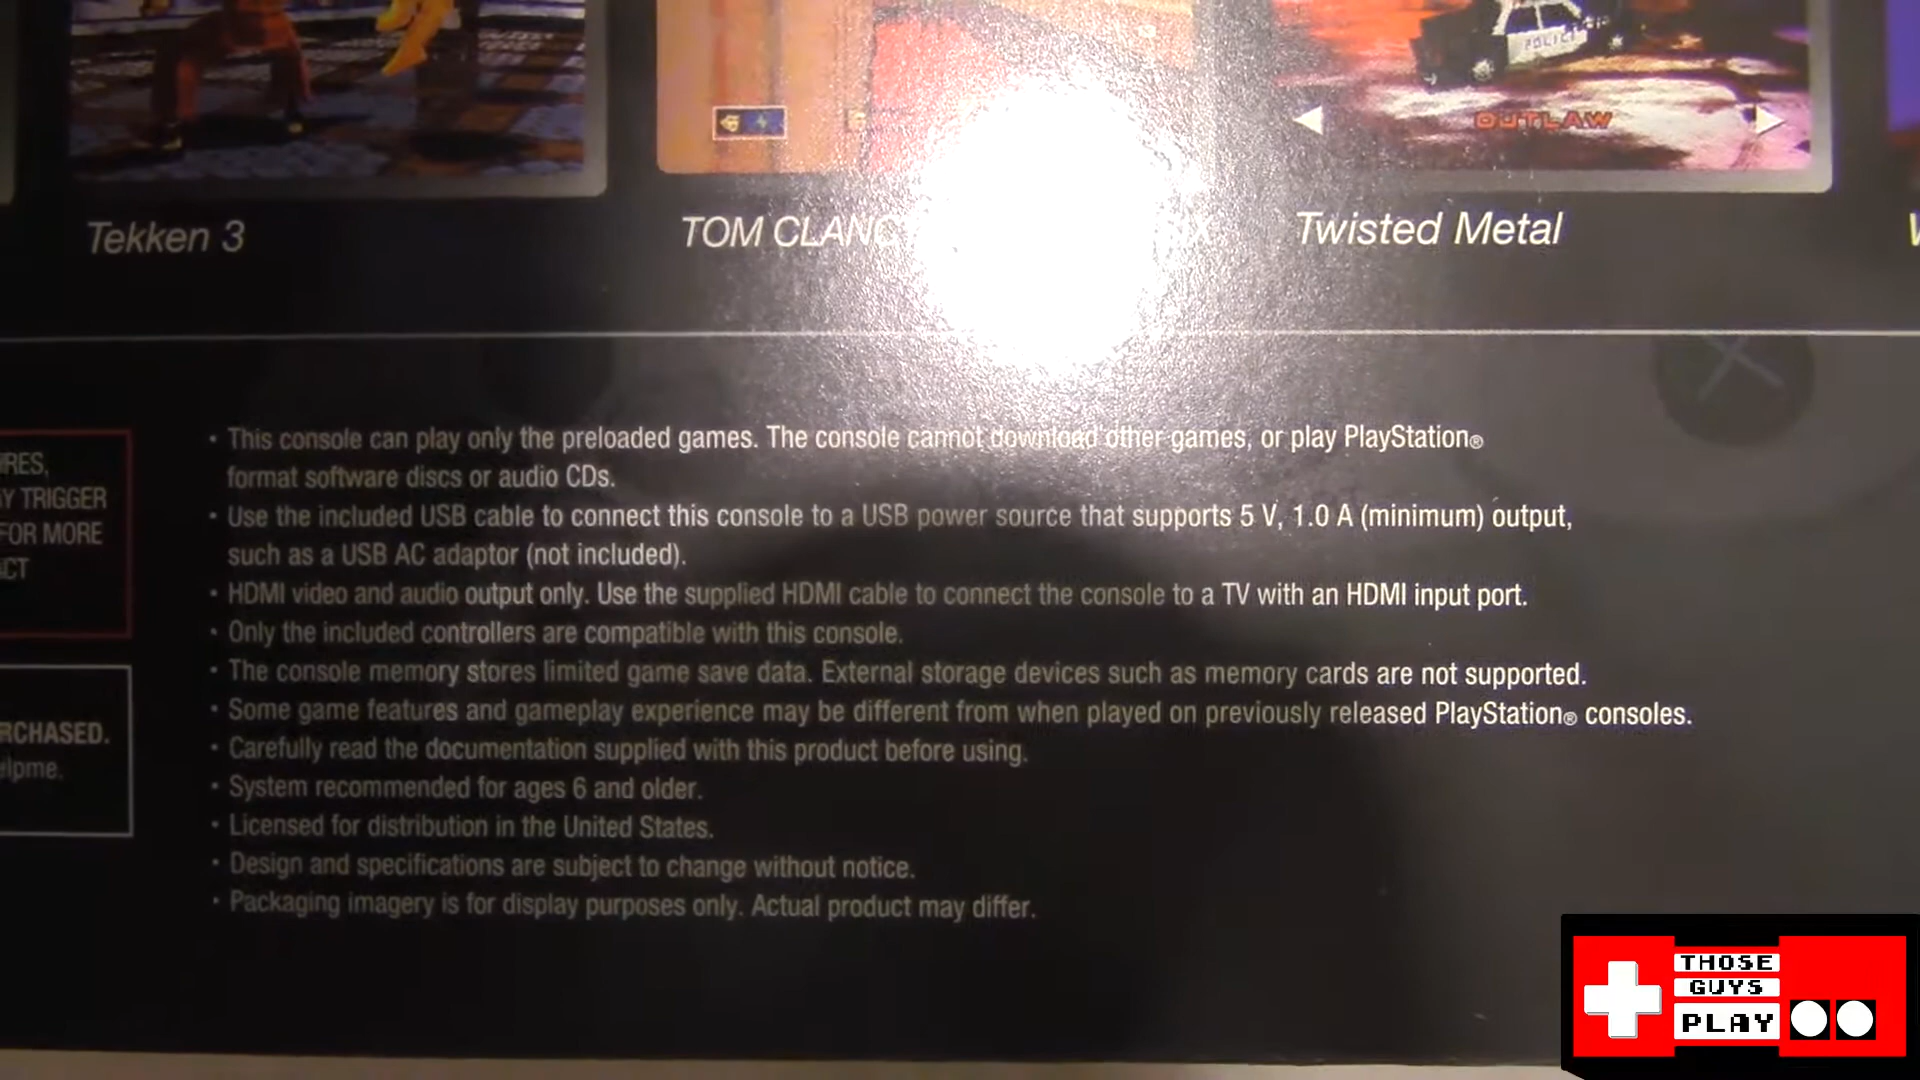 POLICE
OUTLAW
Tekken 3
TOM
Twisted Metal
TRIGGER
FOR MORE
• This console can play only the preloaded games. The console cannot download other games, or play PlayStation®
format software discs or audio CDs.
• Use the included USB cable to connect this console to a USB power source that supports 5 V, 1.0 A (minimum) output,
such as a USB AC adaptor (not included).
• HDMI video and audio output only. Use the supplied HDMI cable to connect the console to a TV with an HDMI input port.
• Only the included controllers are compatible with this console.
• The console memory stores limited game save data. External storage devices such as memory cards are not supported.
• Some game features and gameplay experience may be different from when played on previously released PlayStation® consoles.
• Carefully read the documentation supplied with this product before using.
• System recommended for ages 6 and older.
• Licensed for distribution in the United States.
• Design and specifications are subject to change without notice.
• Packaging imagery is for display purposes only. Actual product may differ.
THOSE
GUYS
PLAY